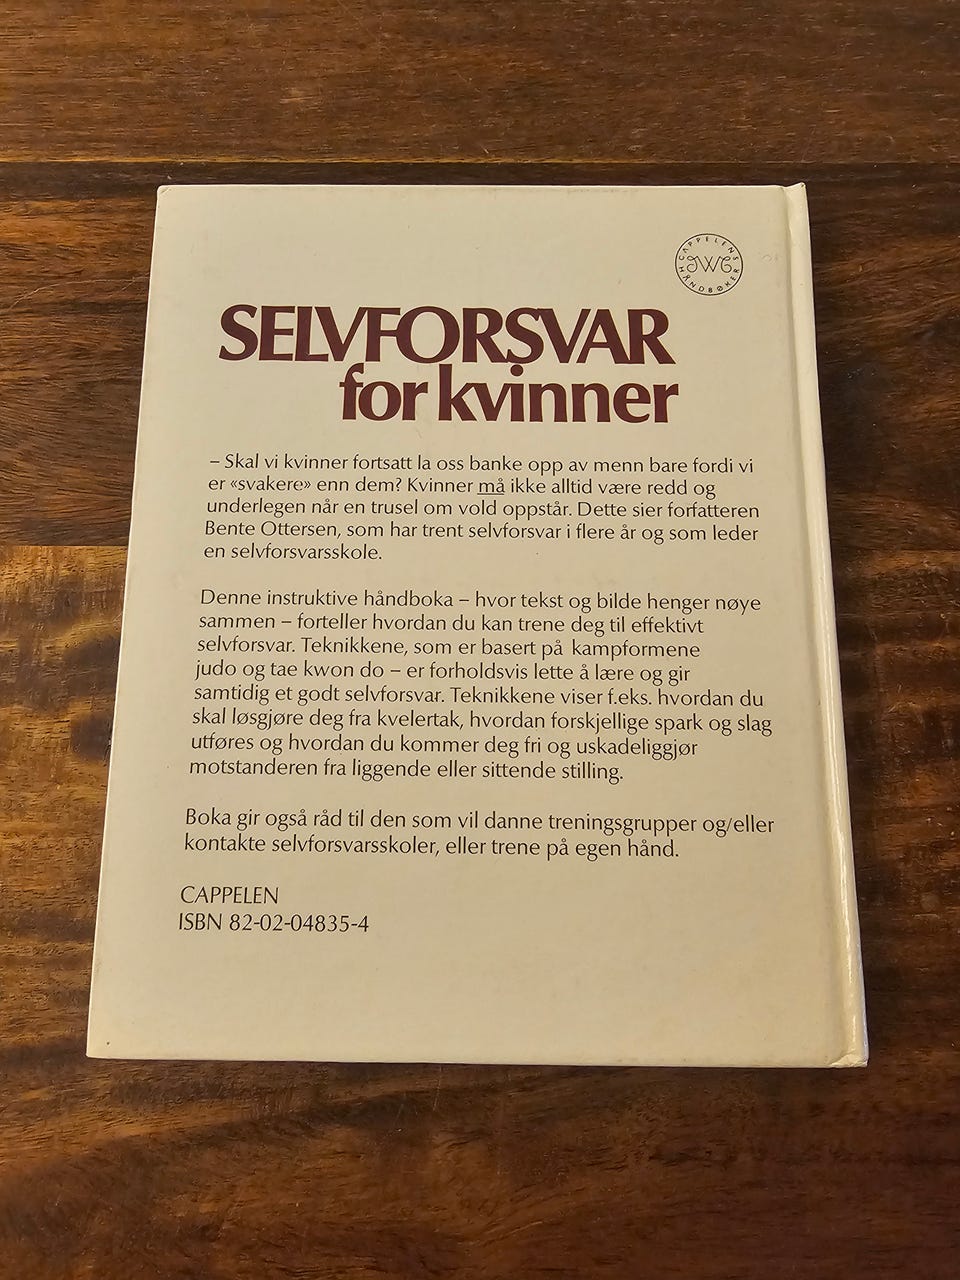 CAPPELENS
JWC
HÅNDBØKER
SELVFORSVAR
for kvinner
– Skal vi kvinner fortsatt la oss banke opp av menn bare fordi vi
er «svakere» enn dem? Kvinner må ikke alltid være redd og
underlegen når en trusel om vold oppstår. Dette sier forfatteren
Bente Ottersen, som har trent selvforsvar i flere år og som leder
en selvforsvarsskole.
Denne instruktive håndboka – hvor tekst og bilde henger nøye
sammen – forteller hvordan du kan trene deg til effektivt
selvforsvar. Teknikkene, som er basert på kampformene
judo og tae kwon do – er forholdsvis lette å lære og gir
samtidig et godt selvforsvar. Teknikkene viser f.eks. hvordan du
skal løsgjøre deg fra kvelertak, hvordan forskjellige spark og slag
utføres og hvordan du kommer deg fri og uskadeliggjør
motstanderen fra liggende eller sittende stilling.
Boka gir også råd til den som vil danne treningsgrupper og/eller
kontakte selvforsvarsskoler, eller trene på egen hånd.
CAPPELEN
ISBN 82-02-04835-4